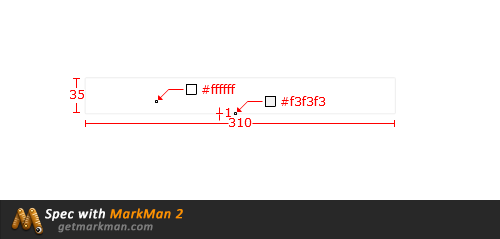 #ffffff
35
#f3f3f3
1
310
Spec with MarkMan 2
getmarkman.com